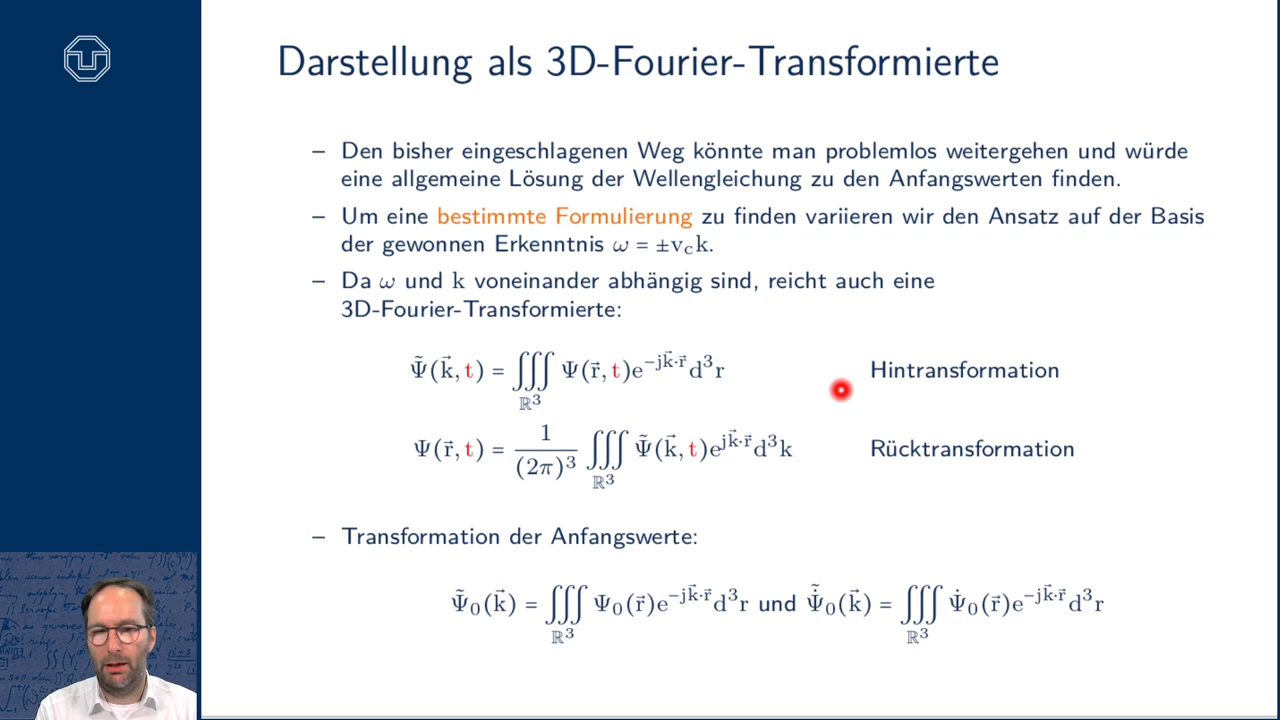 Darstellung als 3D-Fourier-Transformierte
– Den bisher eingeschlagenen Weg könnte man problemlos weitergehen und würde
eine allgemeine Lösung der Wellengleichung zu den Anfangswerten finden.
– Um eine bestimmte Formulierung zu finden variieren wir den Ansatz auf der Basis
der gewonnen Erkenntnis ω = ±v_c k.
– Da ω und k voneinander abhängig sind, reicht auch eine
3D-Fourier-Transformierte:
Ψ̃(k⃗, t) = ∭_{ℝ³} Ψ(r⃗, t)e^{−jk⃗·r⃗}d³r Hintransformation
Ψ(r⃗, t) = 1/(2π)³ ∭_{ℝ³} Ψ̃(k⃗, t)e^{jk⃗·r⃗}d³k Rücktransformation
– Transformation der Anfangswerte:
Ψ̃₀(k⃗) = ∭_{ℝ³} Ψ₀(r⃗)e^{−jk⃗·r⃗}d³r und Ψ̇̃₀(k⃗) = ∭_{ℝ³} Ψ̇₀(r⃗)e^{−jk⃗·r⃗}d³r